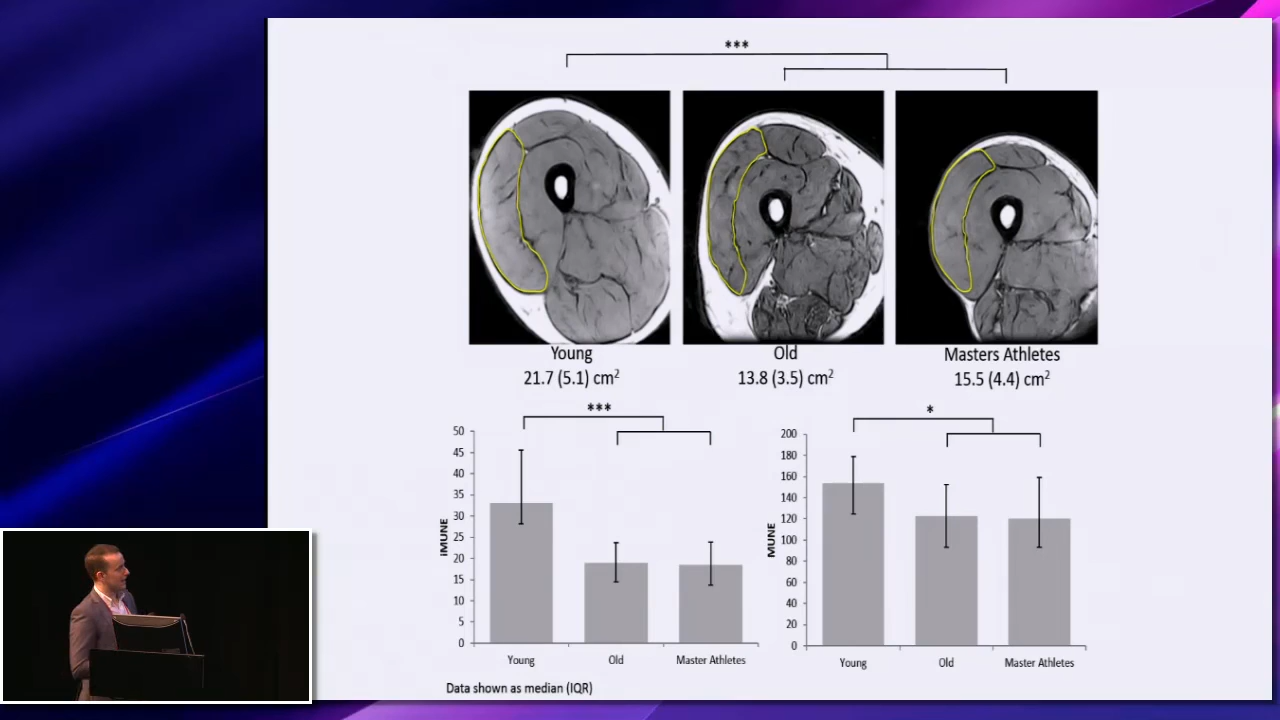 ***
Young
21.7 (5.1) cm²
Old
13.8 (3.5) cm²
Masters Athletes
15.5 (4.4) cm²
***
50
45
40
35
30
25
20
15
10
5
0
iMUNE
Young
Old
Master Athletes
*
200
180
160
140
120
100
80
60
40
20
0
MUNE
Young
Old
Master Athletes
Data shown as median (IQR)